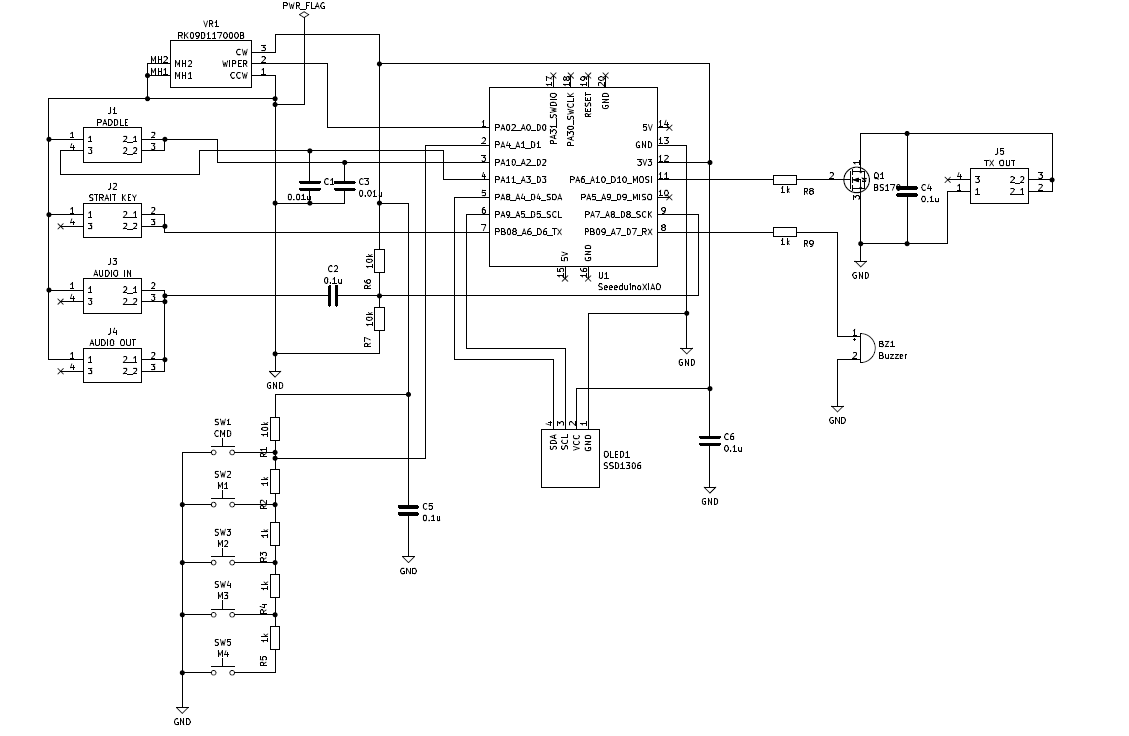 PWR_FLAG
VR1
RK09D117000B
CW 3
MH2 MH2 WIPER 2
MH1 MH1 CCW 1
J1
PADDLE
1 1 2_1 2
4 3 2_2 3
J2
STRAIT KEY
1 1 2_1 2
4 3 2_2 3
J3
AUDIO IN
1 1 2_1 2
4 3 2_2 3
J4
AUDIO OUT
1 1 2_1 2
4 3 2_2 3
C1
0.01u
C3
0.01u
C2
0.1u
10k
R6
10k
R7
GND
17 18 19 20
PA31_SWDIO
PA30_SWCLK
RESET
GND
1 PA02_A0_D0
2 PA4_A1_D1
3 PA10_A2_D2
4 PA11_A3_D3
5 PA8_A4_D4_SDA
6 PA9_A5_D5_SCL
7 PB08_A6_D6_TX
5V 14
GND 13
3V3 12
PA6_A10_D10_MOSI 11
PA5_A9_D9_MISO 10
PA7_A8_D8_SCK 9
PB09_A7_D7_RX 8
5V
GND
15 16
U1
SeeeduinoXIAO
1k R8
1k R9
1
2
3
Q1
BS170
C4
0.1u
GND
J5
TX OUT
4 3 2_2 3
1 1 2_1 2
1
+
2
BZ1
Buzzer
GND
GND
4 3 2 1
SDA
SCL
VCC
GND
OLED1
SSD1306
C6
0.1u
GND
C5
0.1u
GND
SW1
CMD
10k
R1
SW2
M1
1k
R2
SW3
M2
1k
R3
SW4
M3
1k
R4
SW5
M4
1k
R5
GND